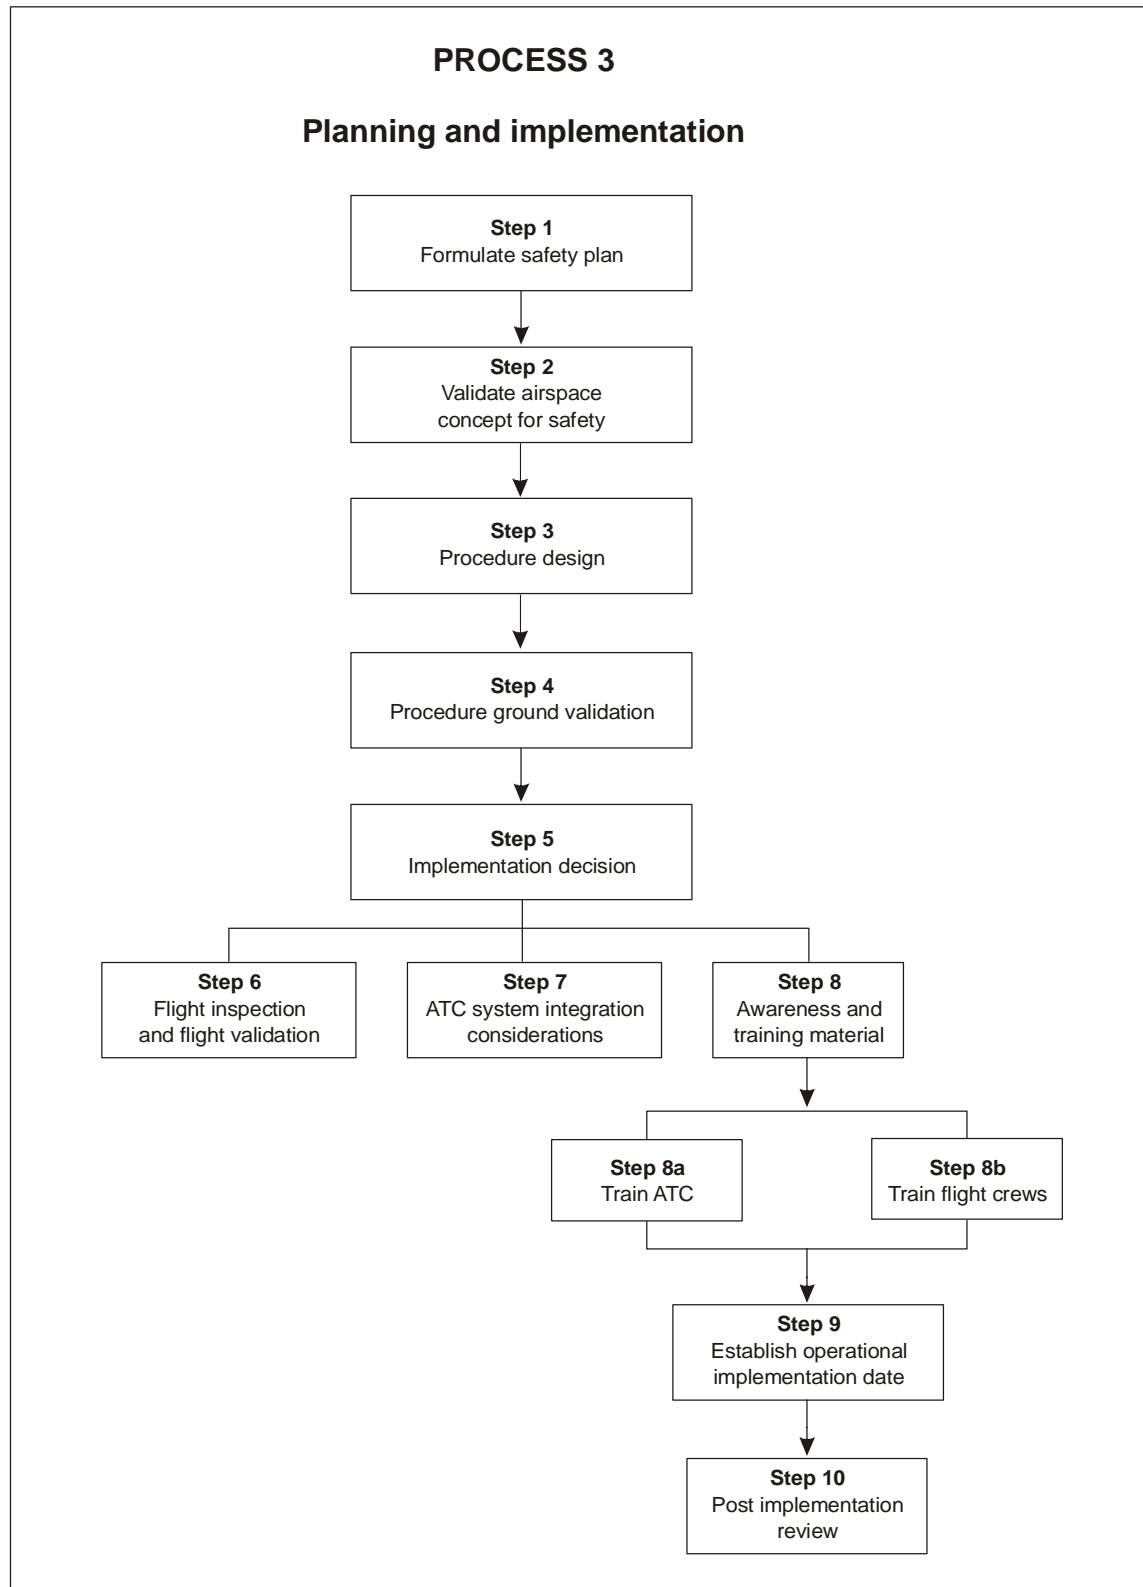 PROCESS 3
Planning and implementation
Step 1
Formulate safety plan
Step 2
Validate airspace
concept for safety
Step 3
Procedure design
Step 4
Procedure ground validation
Step 5
Implementation decision
Step 6
Flight inspection
and flight validation
Step 7
ATC system integration
considerations
Step 8
Awareness and
training material
Step 8a
Train ATC
Step 8b
Train flight crews
Step 9
Establish operational
implementation date
Step 10
Post implementation
review